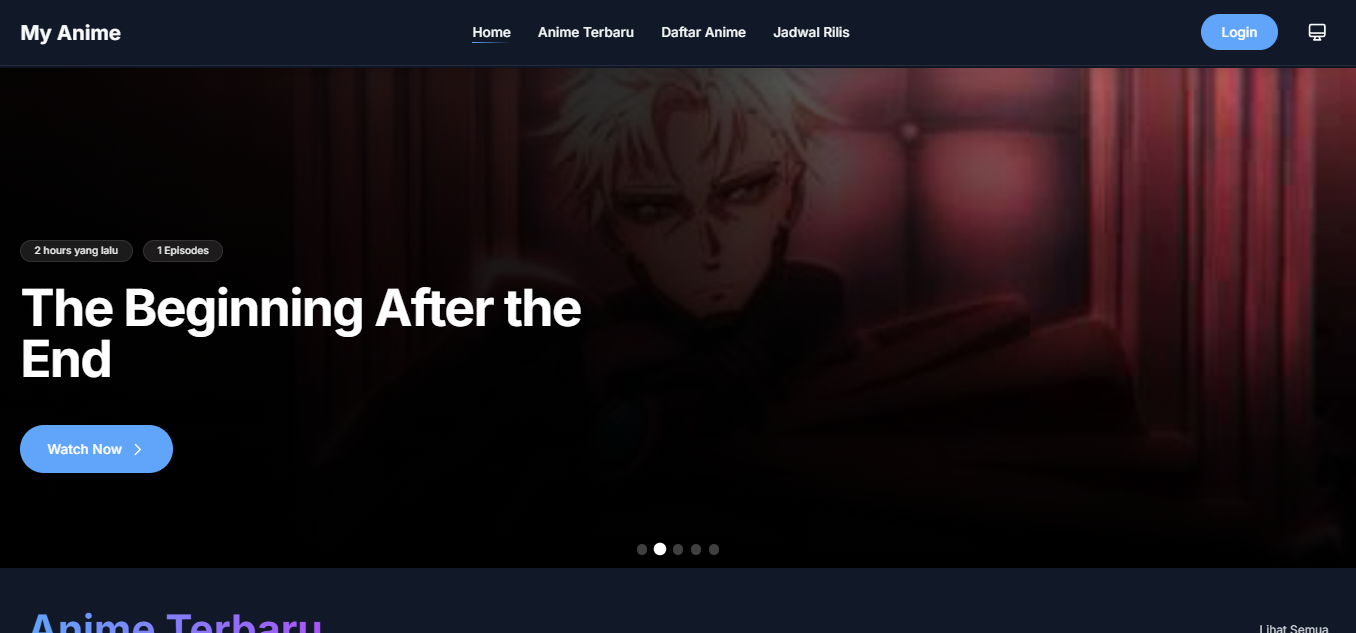 My Anime
Home
Anime Terbaru
Daftar Anime
Jadwal Rilis
Login
2 hours yang lalu
1 Episodes
The Beginning After the
End
Watch Now
Anime Terbaru
Lihat Semua